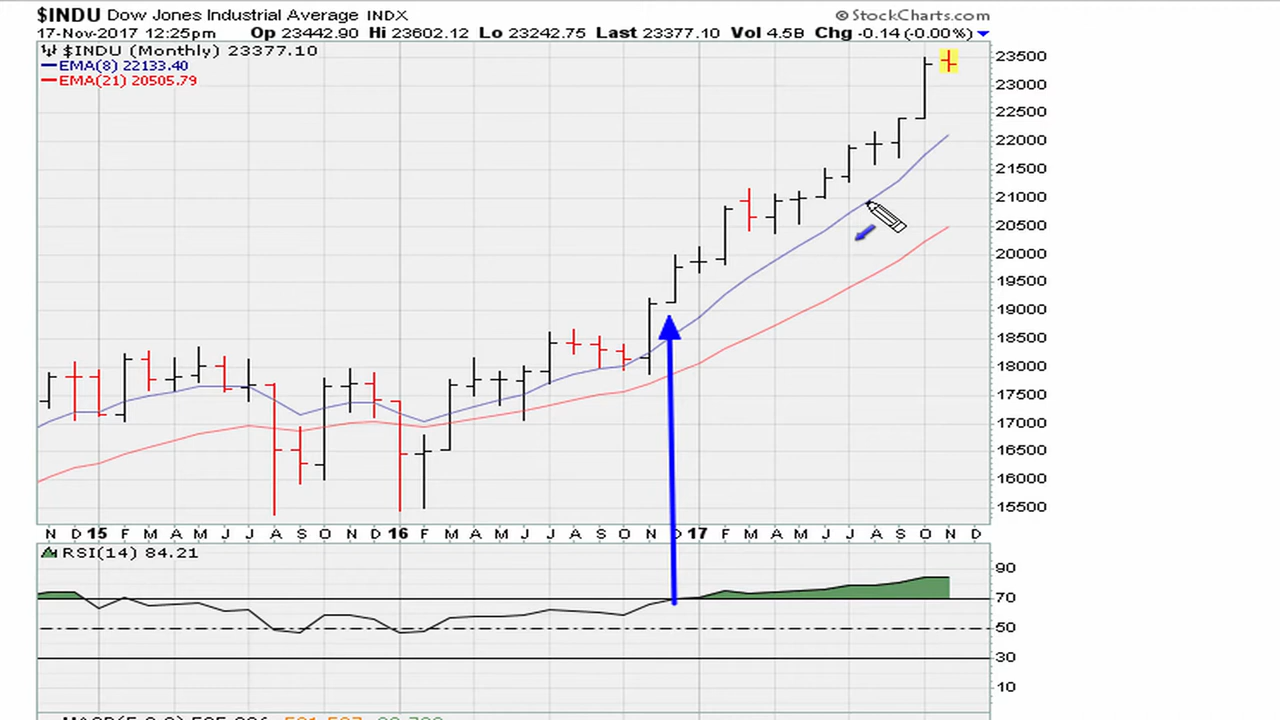 $INDU Dow Jones Industrial Average INDX
© StockCharts.com
17-Nov-2017 12:25pm Op 23442.90 Hi 23602.12 Lo 23242.75 Last 23377.10 Vol 4.5B Chg -0.14 (-0.00%)
$INDU (Monthly) 23377.10
EMA(8) 22133.40
EMA(21) 20505.79
23500
23000
22500
22000
21500
21000
20500
20000
19500
19000
18500
18000
17500
17000
16500
16000
15500
N D 15 F M A M J J A S O N D 16 F M A M J J A S O N D 17 F M A M J J A S O N D
RSI(14) 84.21
90
70
50
30
10